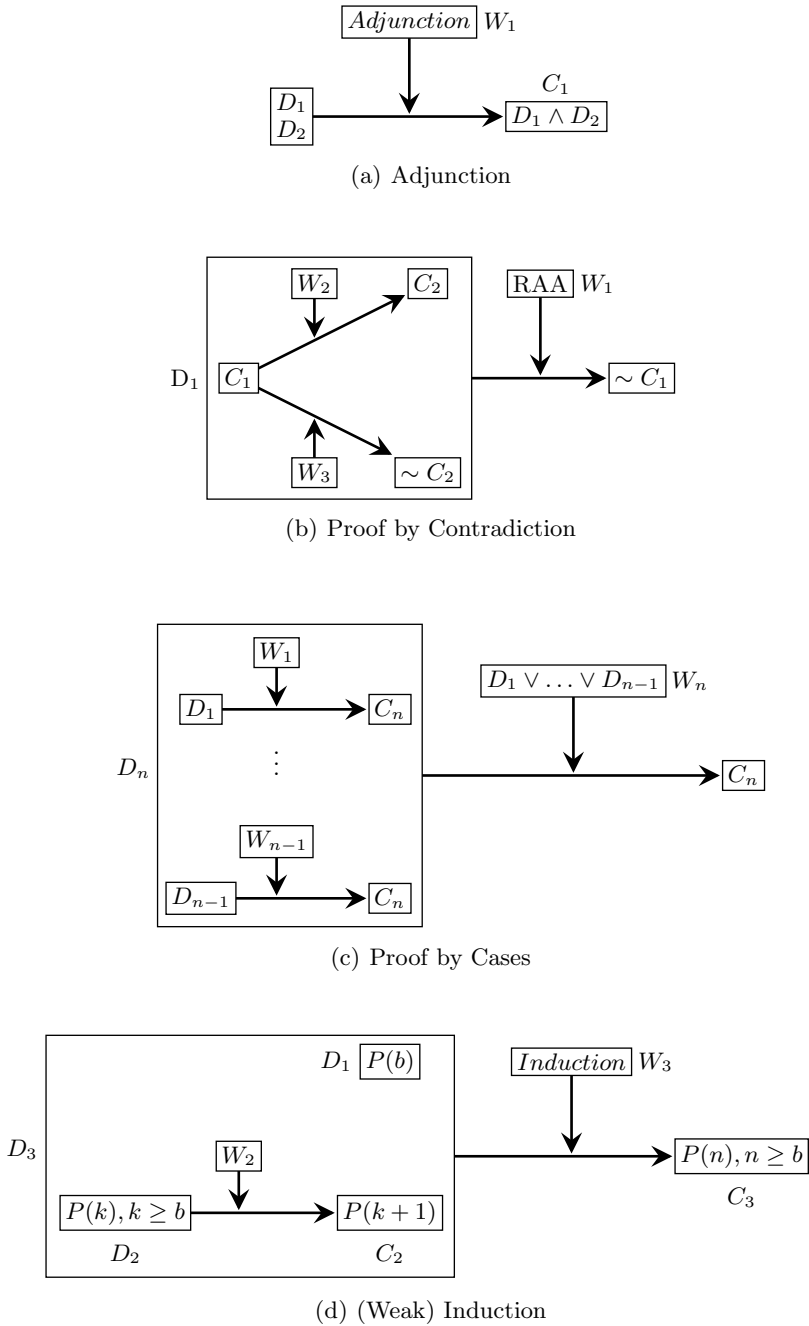 Adjunction W₁
C₁
D₁
D₂
D₁ ∧ D₂
(a) Adjunction
W₂
C₂
RAA W₁
D₁
C₁
∼ C₁
W₃
∼ C₂
(b) Proof by Contradiction
W₁
D₁ ∨ … ∨ Dₙ₋₁ Wₙ
D₁
Cₙ
Dₙ
⋮
Cₙ
Wₙ₋₁
Dₙ₋₁
Cₙ
(c) Proof by Cases
D₁ P(b)
Induction W₃
D₃
W₂
P(n), n ≥ b
C₃
P(k), k ≥ b
P(k + 1)
D₂
C₂
(d) (Weak) Induction